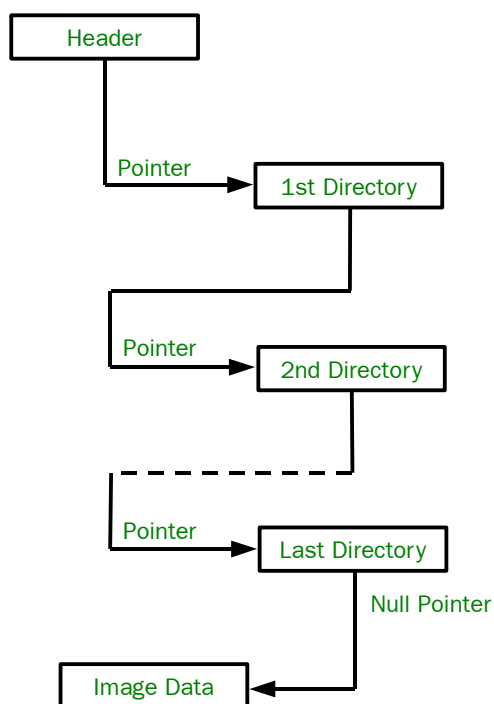 Header
Pointer
1st Directory
Pointer
2nd Directory
Pointer
Last Directory
Null Pointer
Image Data